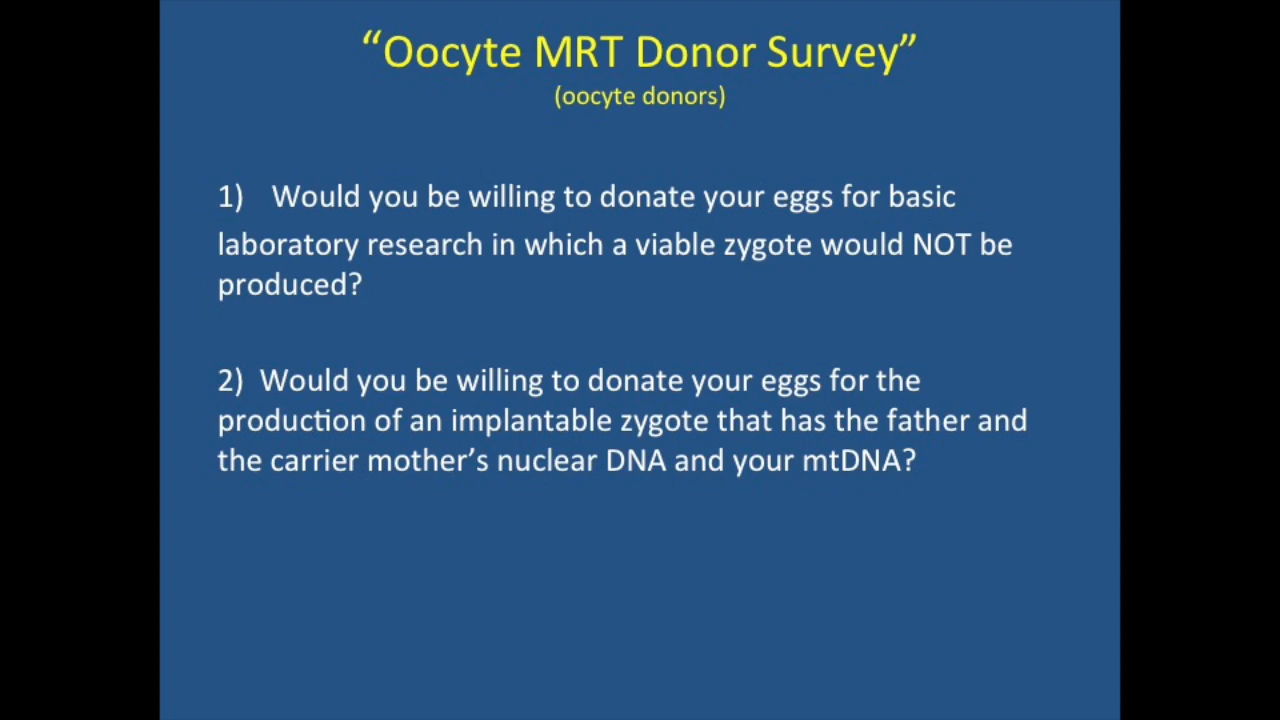 “Oocyte MRT Donor Survey”
(oocyte donors)
1) Would you be willing to donate your eggs for basic
laboratory research in which a viable zygote would NOT be
produced?
2) Would you be willing to donate your eggs for the
production of an implantable zygote that has the father and
the carrier mother’s nuclear DNA and your mtDNA?